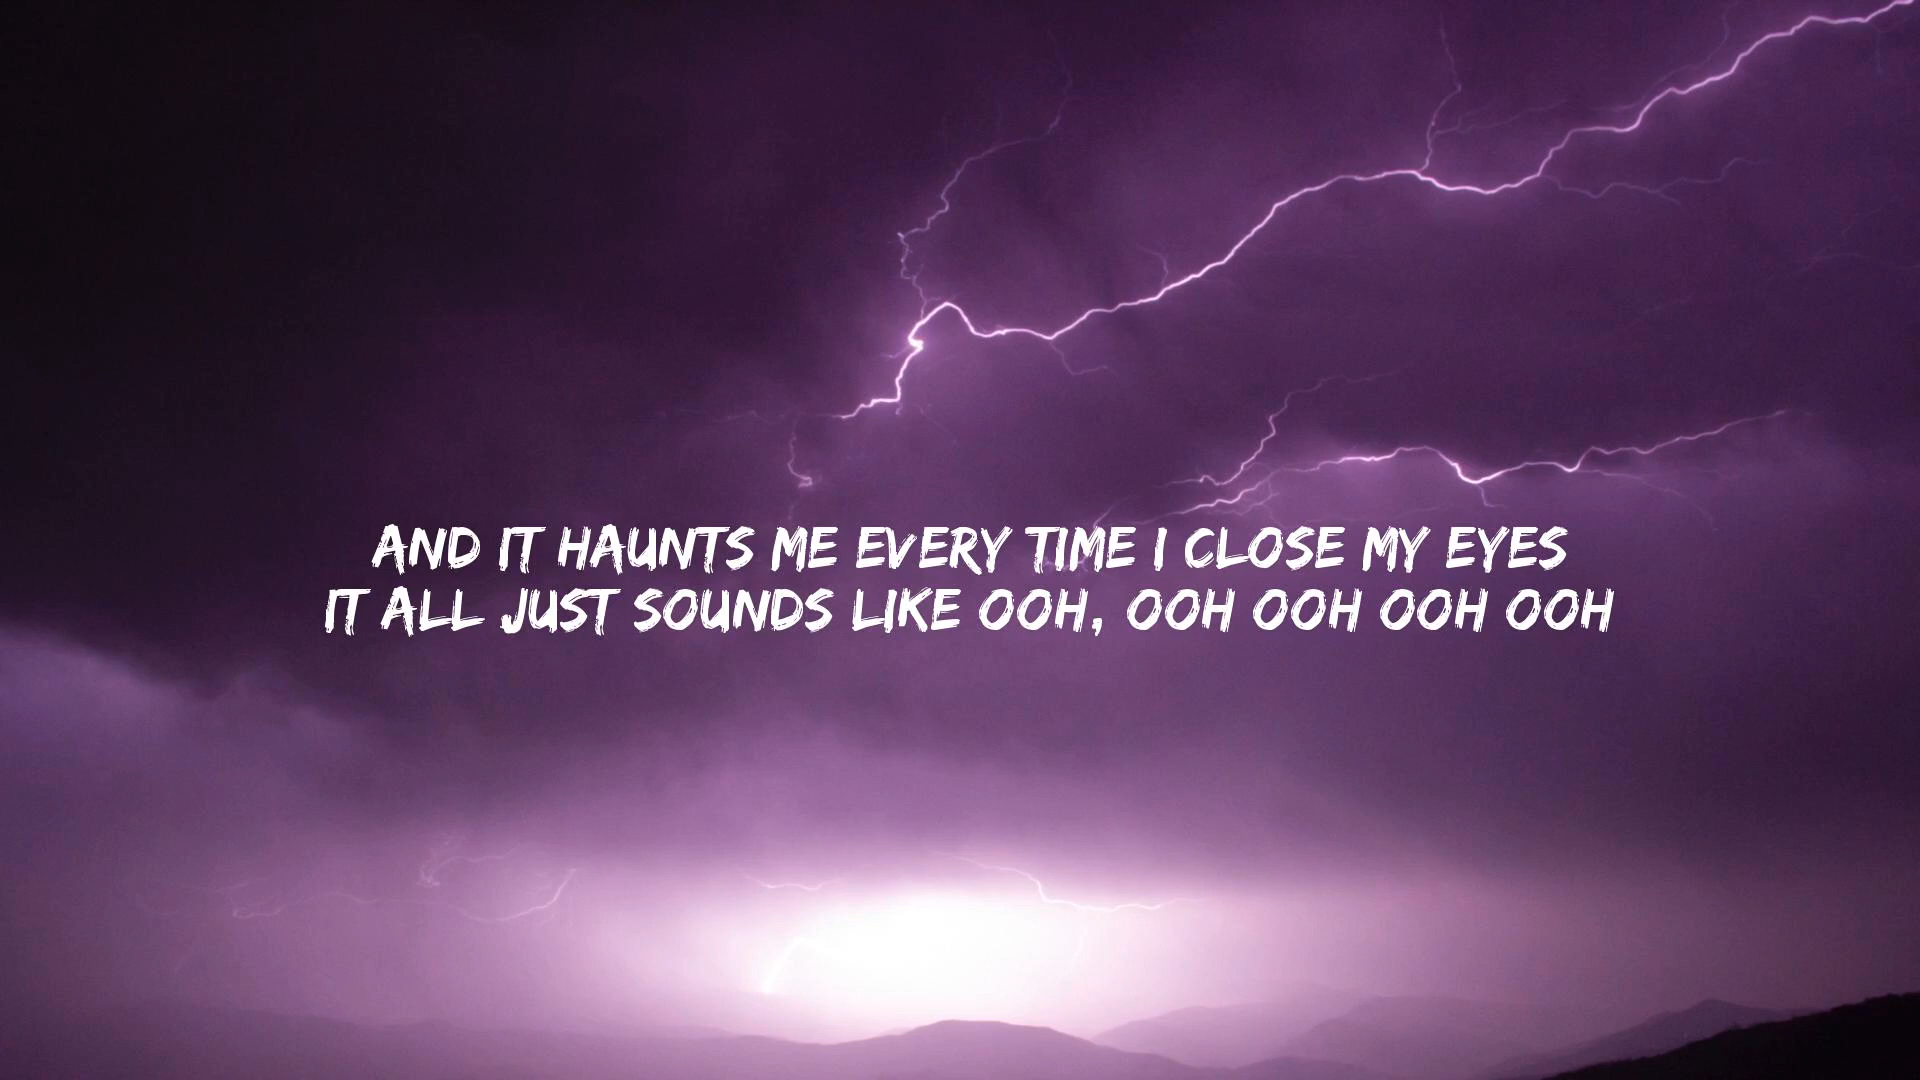 AND IT HAUNTS ME EVERY TIME I CLOSE MY EYES
IT ALL JUST SOUNDS LIKE OOH, OOH OOH OOH OOH